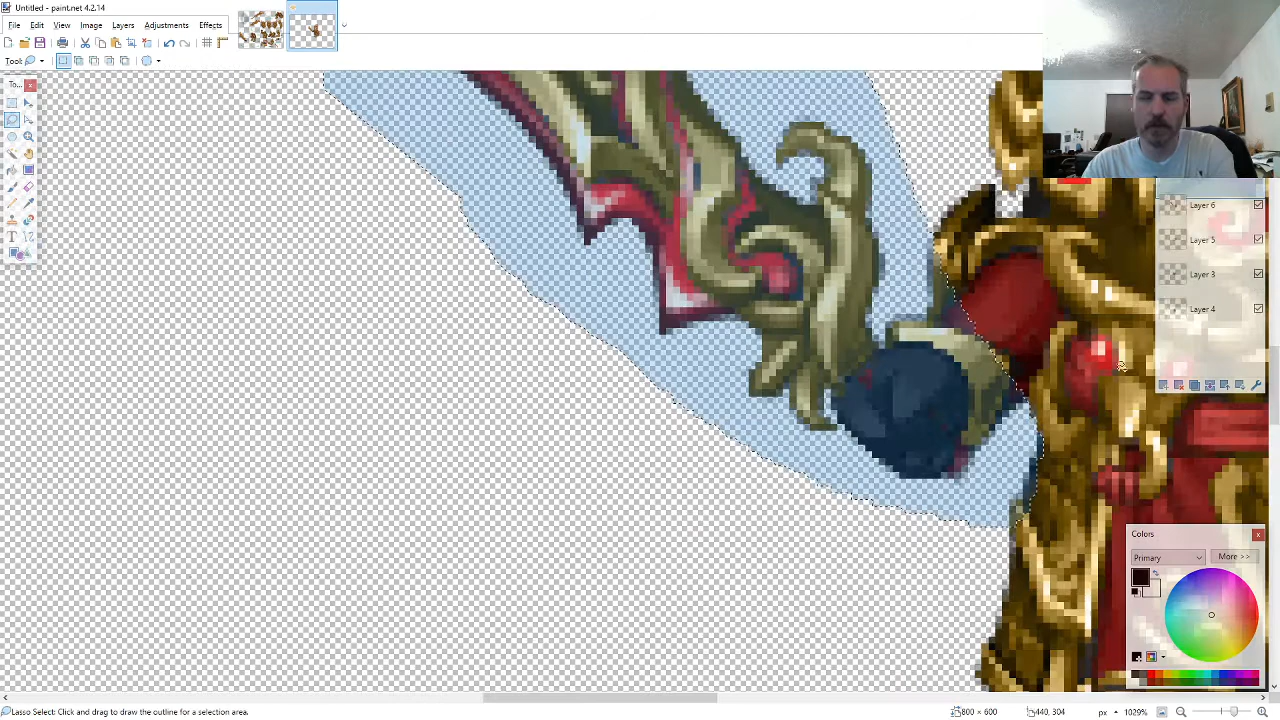 Untitled - paint.net 4.2.14
File Edit View Image Layers Adjustments Effects
Tool:
To...
Layer 6
Layer 5
Layer 3
Layer 4
Colors
Primary
More >>
Lasso Select: Click and drag to draw the outline for a selection area.
800 × 600
440, 304
px
1029%